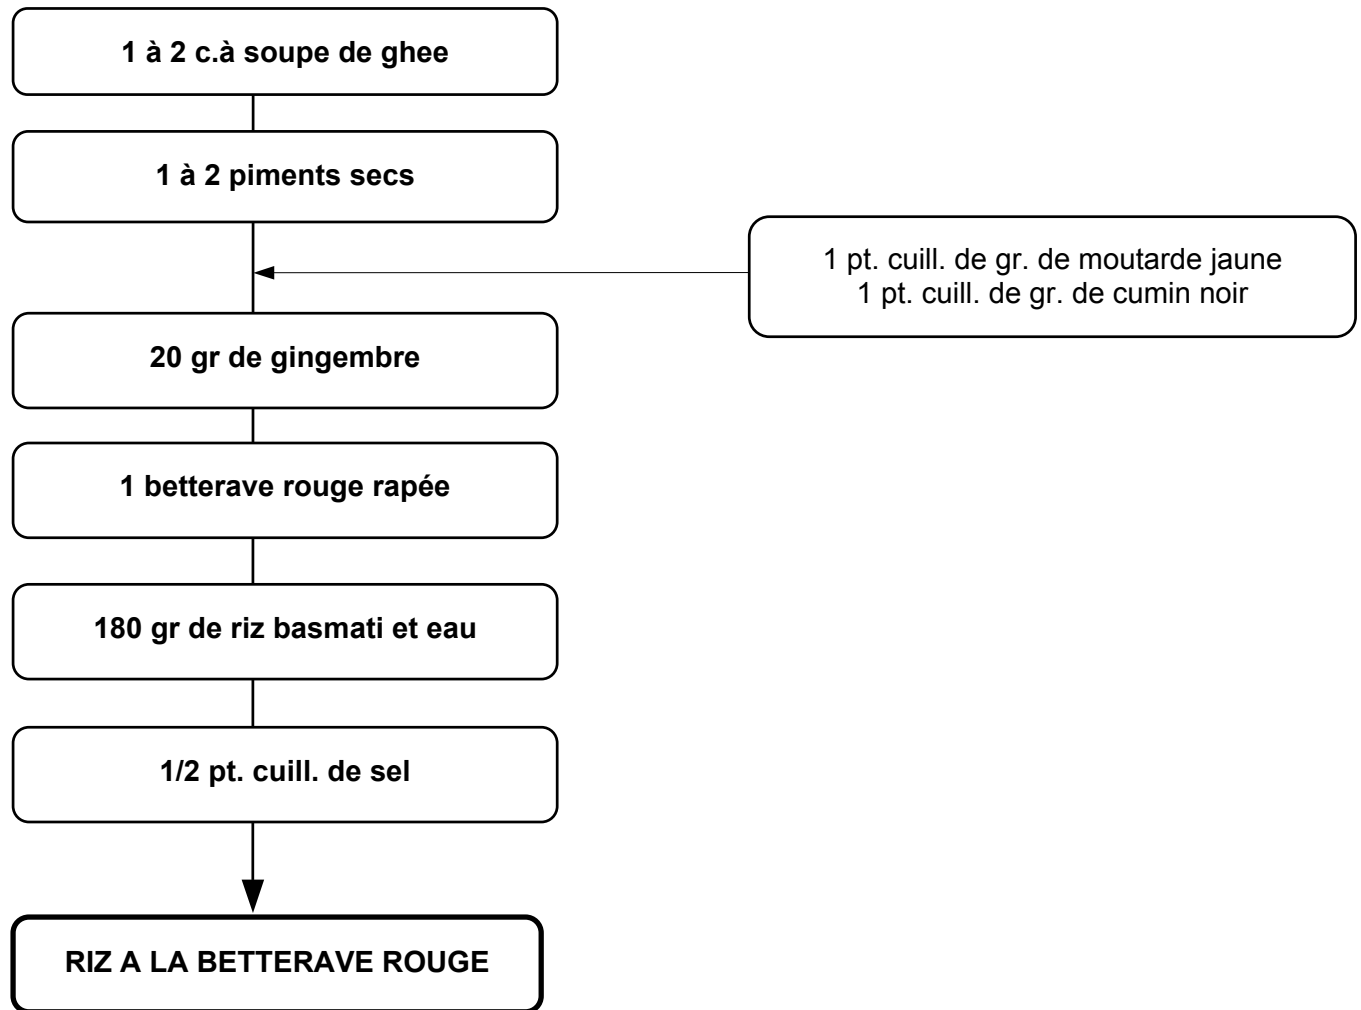 1 à 2 c.à soupe de ghee
1 à 2 piments secs
1 pt. cuill. de gr. de moutarde jaune
1 pt. cuill. de gr. de cumin noir
20 gr de gingembre
1 betterave rouge rapée
180 gr de riz basmati et eau
1/2 pt. cuill. de sel
RIZ A LA BETTERAVE ROUGE